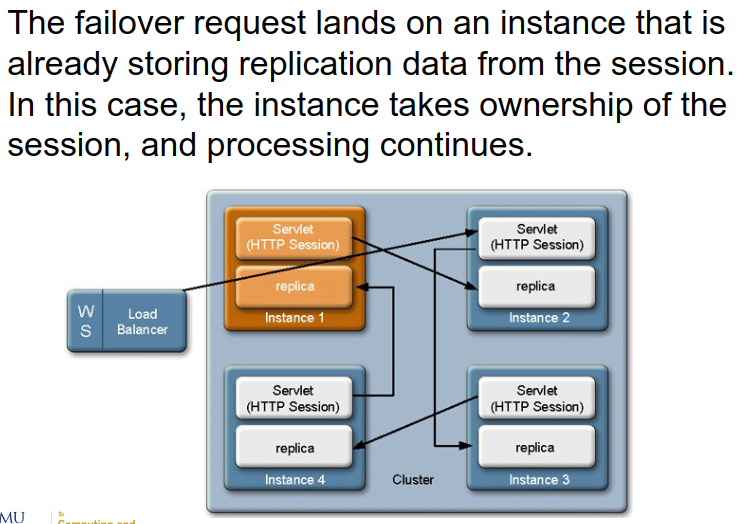 The failover request lands on an instance that is
already storing replication data from the session.
In this case, the instance takes ownership of the
session, and processing continues.
Servlet
(HTTP Session)
replica
Instance 1
Servlet
(HTTP Session)
replica
Instance 2
W
S
Load
Balancer
Servlet
(HTTP Session)
replica
Instance 4
Cluster
Servlet
(HTTP Session)
replica
Instance 3
MU